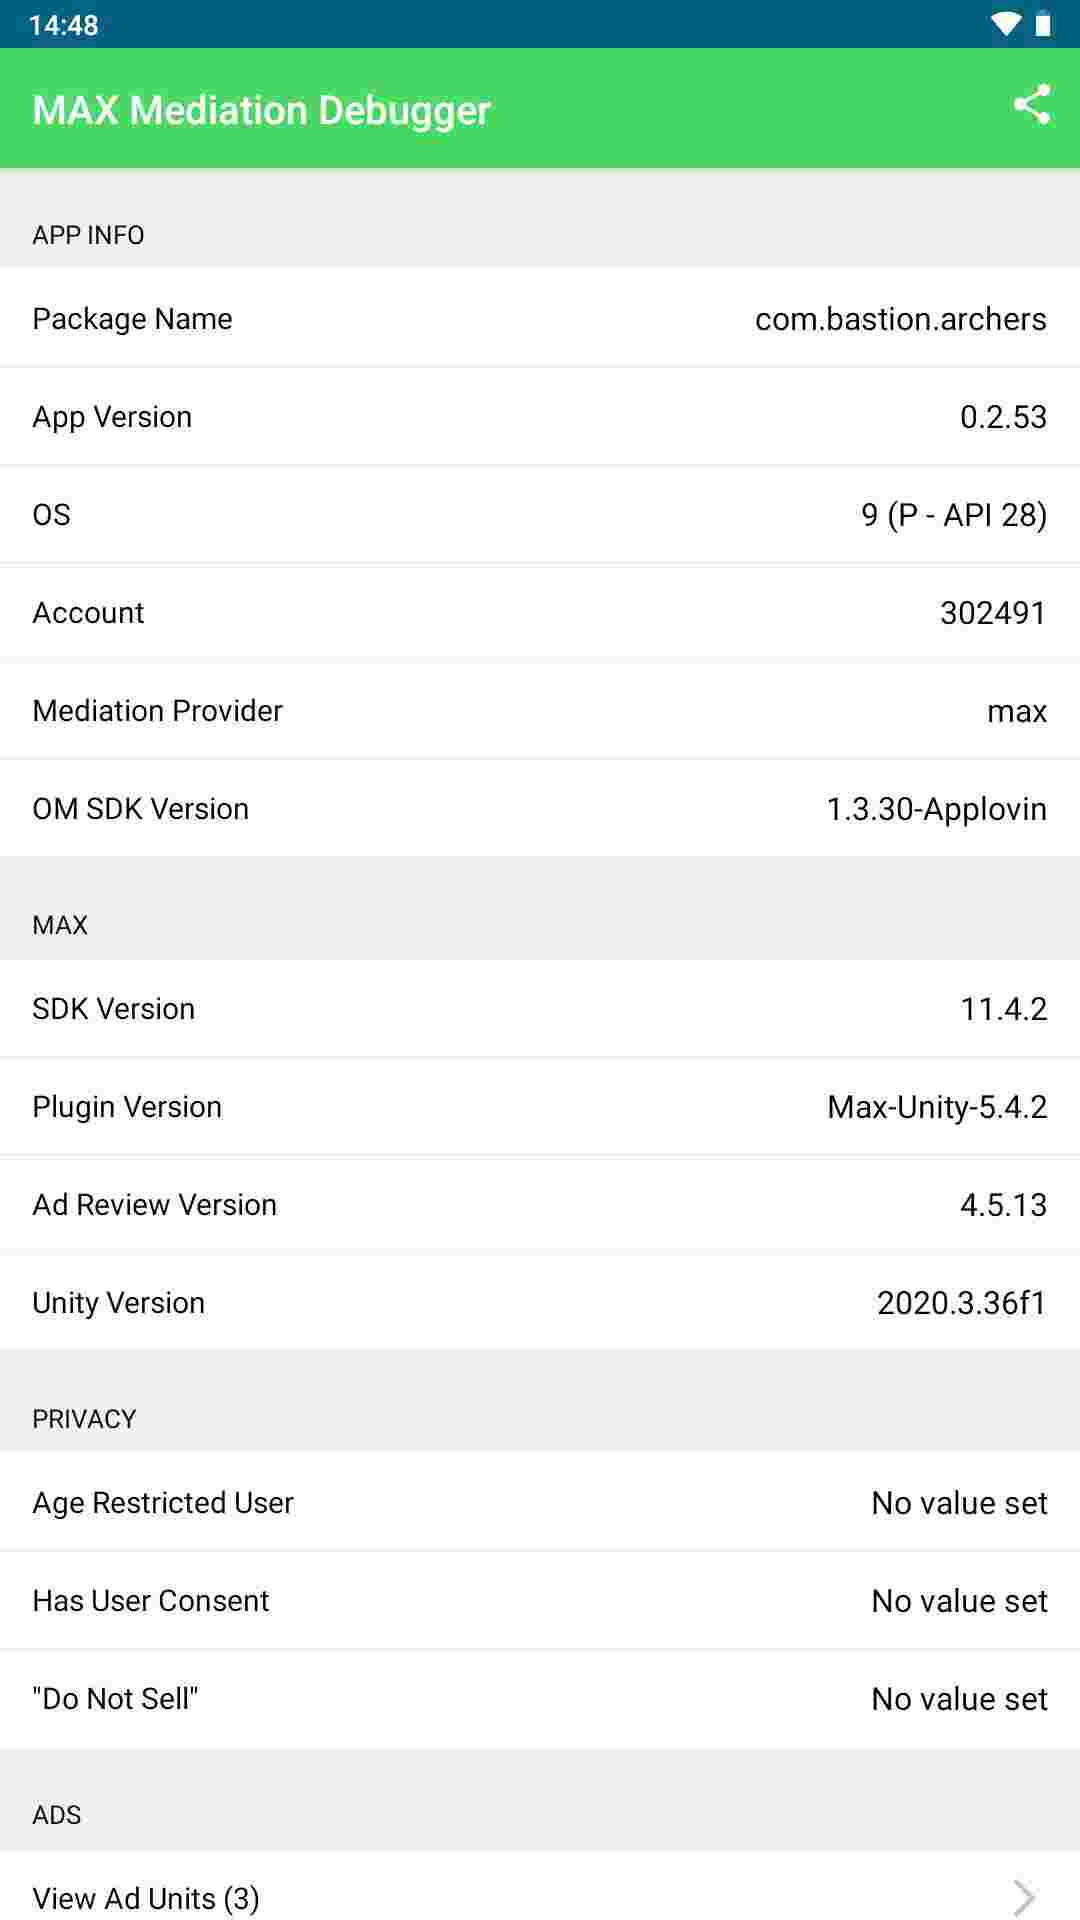 14:48
MAX Mediation Debugger
APP INFO
Package Name com.bastion.archers
App Version 0.2.53
OS 9 (P - API 28)
Account 302491
Mediation Provider max
OM SDK Version 1.3.30-Applovin
MAX
SDK Version 11.4.2
Plugin Version Max-Unity-5.4.2
Ad Review Version 4.5.13
Unity Version 2020.3.36f1
PRIVACY
Age Restricted User No value set
Has User Consent No value set
"Do Not Sell" No value set
ADS
View Ad Units (3)